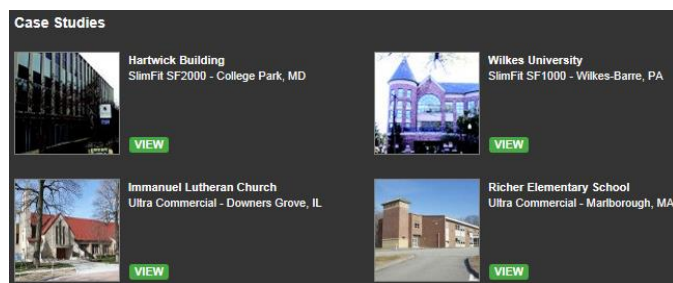 Case Studies
Hartwick Building
SlimFit SF2000 - College Park, MD
VIEW
Wilkes University
SlimFit SF1000 - Wilkes-Barre, PA
VIEW
Immanuel Lutheran Church
Ultra Commercial - Downers Grove, IL
VIEW
Richer Elementary School
Ultra Commercial - Marlborough, MA
VIEW